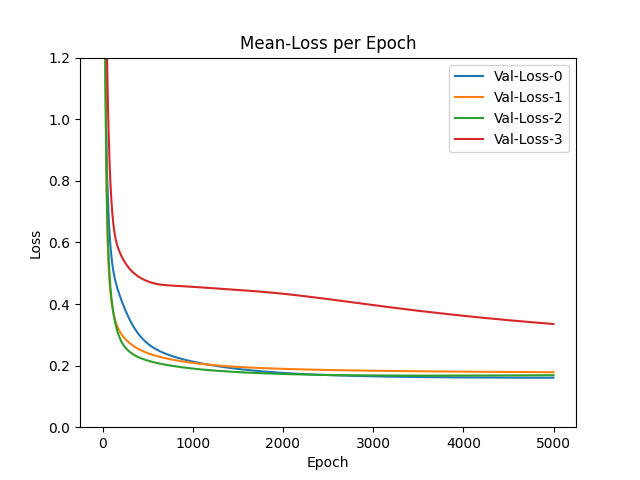 Mean-Loss per Epoch
1.2
1.0
0.8
0.6
0.4
0.2
0.0
Loss
Val-Loss-0
Val-Loss-1
Val-Loss-2
Val-Loss-3
0 1000 2000 3000 4000 5000
Epoch